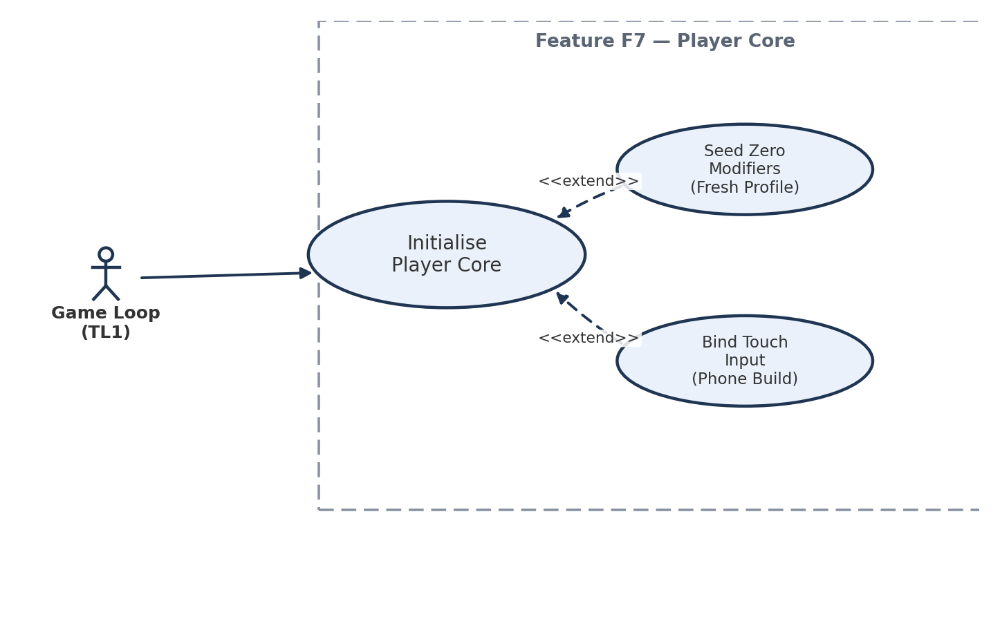 Feature F7 — Player Core
Seed Zero
Modifiers
(Fresh Profile)
<<extend>>
Initialise
Player Core
Game Loop
(TL1)
<<extend>>
Bind Touch
Input
(Phone Build)